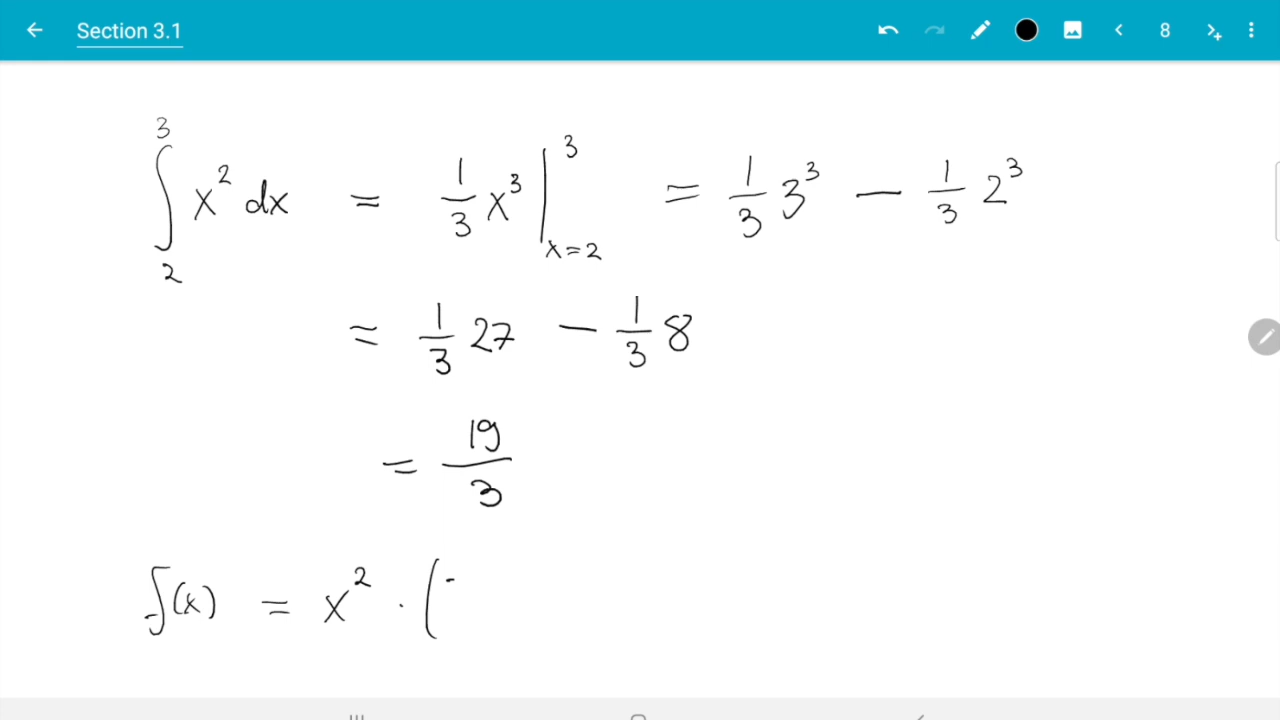 Section 3.1 8
∫₂³ x² dx = 1/3 x³ |ₓ₌₂³ = 1/3 3³ − 1/3 2³
= 1/3 27 − 1/3 8
= 19/3
f(x) = x² · (